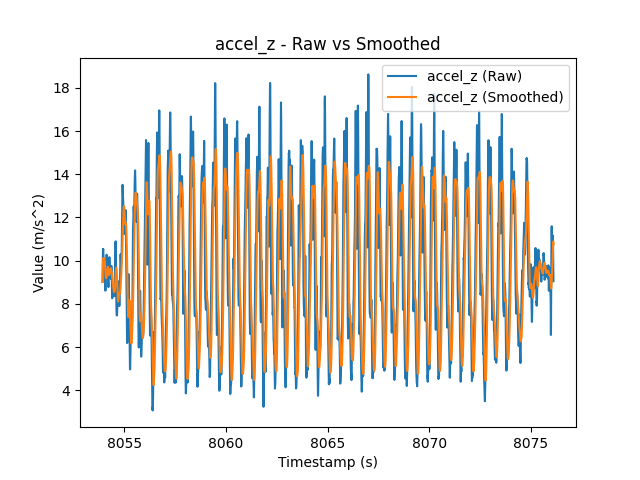 accel_z - Raw vs Smoothed
accel_z (Raw)
accel_z (Smoothed)
Value (m/s^2)
18
16
14
12
10
8
6
4
8055
8060
8065
8070
8075
Timestamp (s)